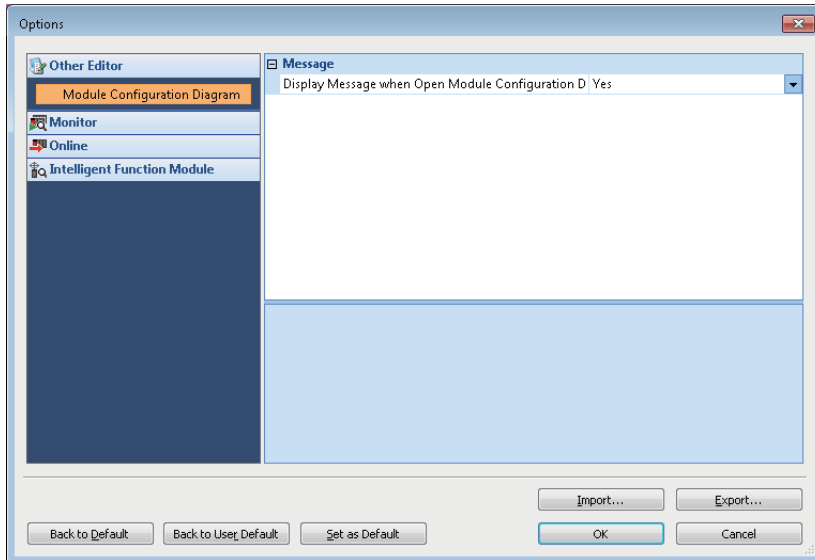 Options
Other Editor
Module Configuration Diagram
Monitor
Online
Intelligent Function Module
Message
Display Message when Open Module Configuration D Yes
Import...
Export...
Back to Default
Back to User Default
Set as Default
OK
Cancel